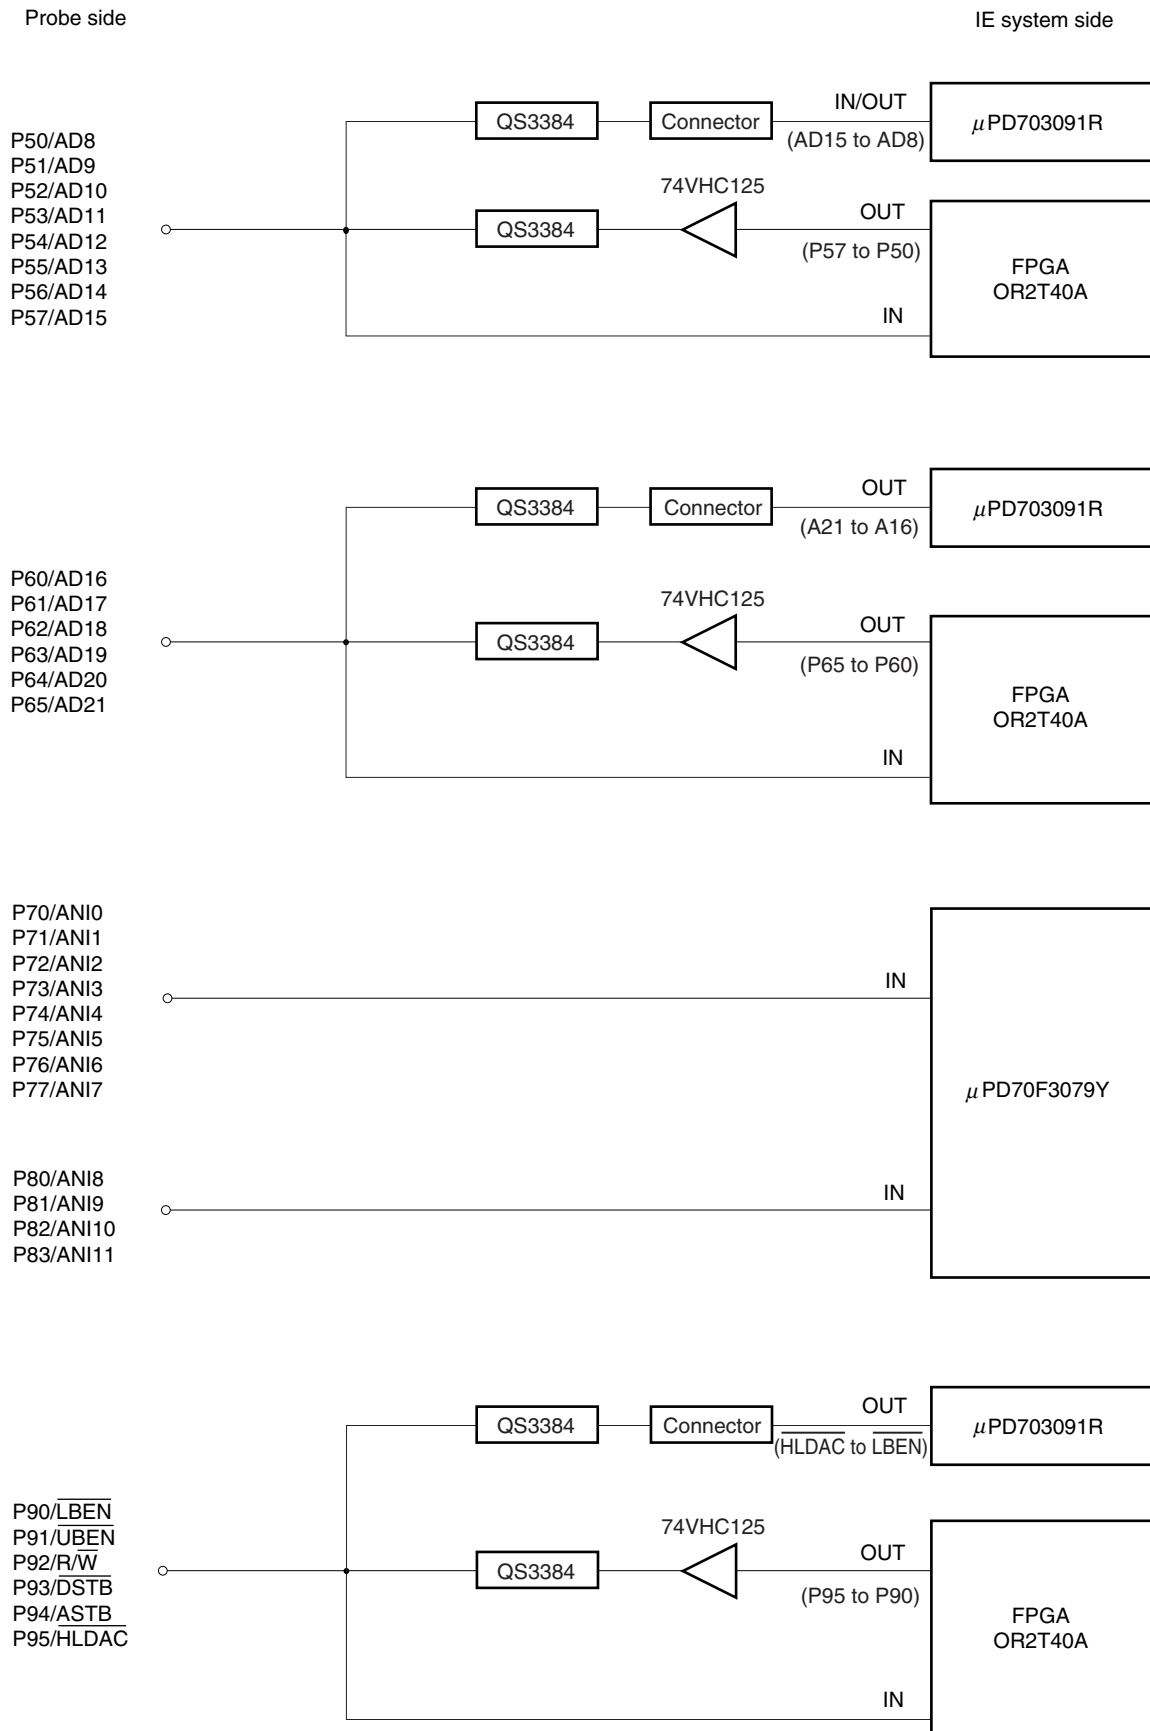 Probe side
IE system side
P50/AD8
P51/AD9
P52/AD10
P53/AD11
P54/AD12
P55/AD13
P56/AD14
P57/AD15
QS3384
Connector
IN/OUT
(AD15 to AD8)
μPD703091R
QS3384
74VHC125
OUT
(P57 to P50)
IN
FPGA
OR2T40A
P60/AD16
P61/AD17
P62/AD18
P63/AD19
P64/AD20
P65/AD21
QS3384
Connector
OUT
(A21 to A16)
μPD703091R
QS3384
74VHC125
OUT
(P65 to P60)
IN
FPGA
OR2T40A
P70/ANI0
P71/ANI1
P72/ANI2
P73/ANI3
P74/ANI4
P75/ANI5
P76/ANI6
P77/ANI7
IN
μPD70F3079Y
P80/ANI8
P81/ANI9
P82/ANI10
P83/ANI11
IN
P90/L̅B̅E̅N̅
P91/U̅B̅E̅N̅
P92/R/W̅
P93/D̅S̅T̅B̅
P94/ASTB
P95/H̅L̅D̅A̅C̅
QS3384
Connector
OUT
(H̅L̅D̅A̅C̅ to L̅B̅E̅N̅)
μPD703091R
QS3384
74VHC125
OUT
(P95 to P90)
IN
FPGA
OR2T40A